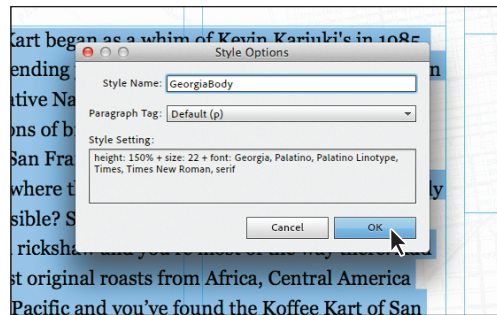 Kart began as a whim of Kevin Kariuki's in 1985
Style Options
ending
Style Name: GeorgiaBody
tive Na
Paragraph Tag: Default (p)
ons of b
Style Setting:
San Fra
height: 150% + size: 22 + font: Georgia, Palatino, Palatino Linotype,
Times, Times New Roman, serif
where t
ly
sible? S
Cancel OK
ricksha and you're most of the way there. Add
st original roasts from Africa, Central America
Pacific and you've found the Koffee Kart of San